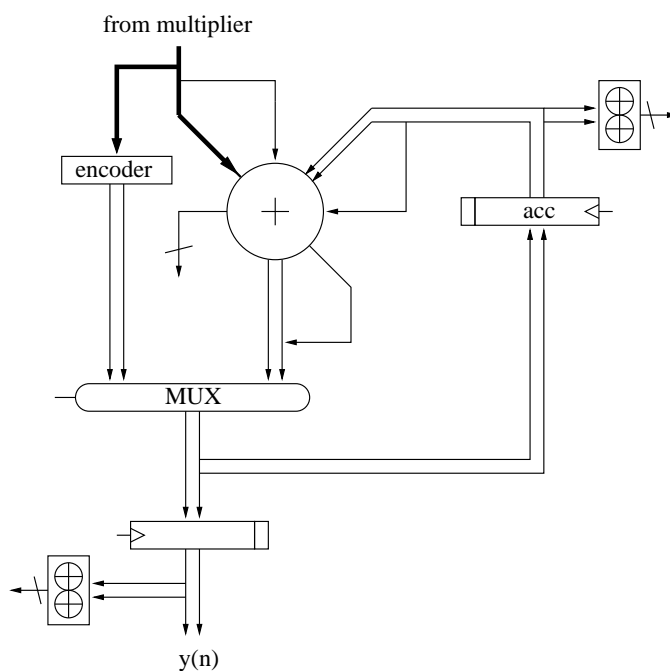 from multiplier
encoder
acc
MUX
y(n)